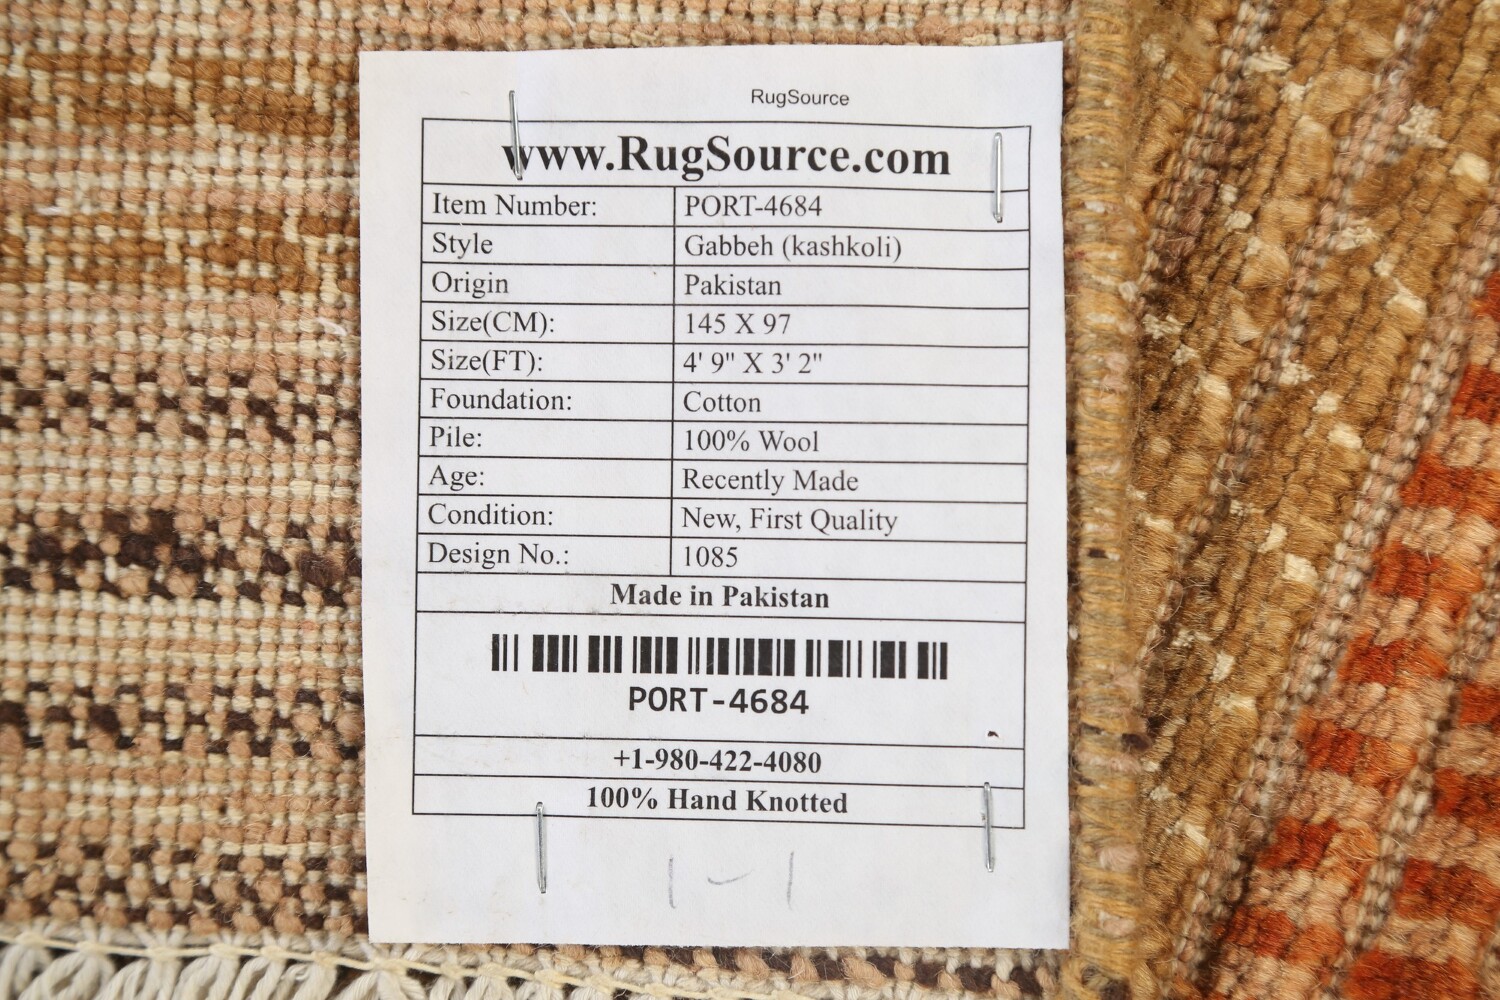 RugSource
www.RugSource.com
Item Number: PORT-4684
Style Gabbeh (kashkoli)
Origin Pakistan
Size(CM): 145 X 97
Size(FT): 4' 9" X 3' 2"
Foundation: Cotton
Pile: 100% Wool
Age: Recently Made
Condition: New, First Quality
Design No.: 1085
Made in Pakistan
PORT-4684
+1-980-422-4080
100% Hand Knotted
1-1